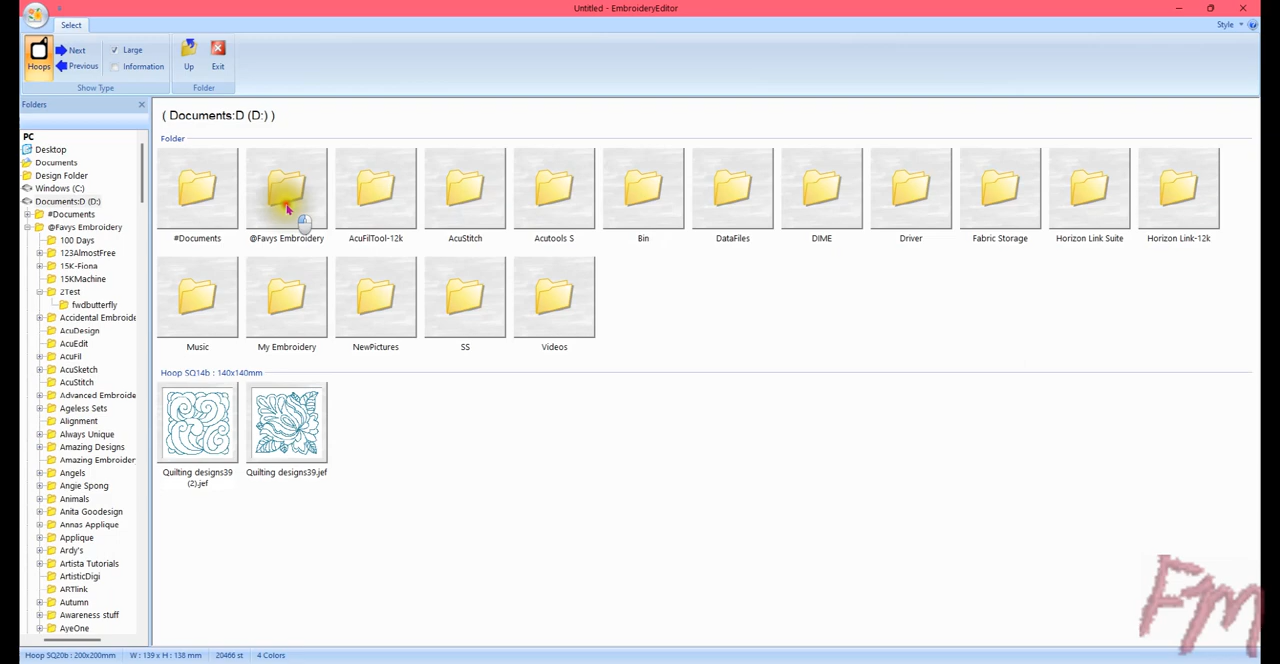 Untitled - EmbroideryEditor
Select
Style
Hoops
Next
Previous
Large
Information
Up
Exit
Show Type
Folder
Folders
PC
Desktop
Documents
Design Folder
Windows (C:)
Documents:D (D:)
#Documents
@Favys Embroidery
100 Days
123AlmostFree
15K-Fiona
15KMachine
2Test
fwdbutterfly
Accidental Embroide
AcuDesign
AcuEdit
AcuFil
AcuSketch
AcuStitch
Advanced Embroide
Ageless Sets
Alignment
Always Unique
Amazing Designs
Amazing Embroider
Angels
Angie Spong
Animals
Anita Goodesign
Annas Applique
Applique
Ardy's
Artista Tutorials
ArtisticDigi
ARTlink
Autumn
Awareness stuff
AyeOne
( Documents:D (D:) )
Folder
#Documents
@Favys Embroidery
AcuFilTool-12k
AcuStitch
Acutools S
Bin
DataFiles
DIME
Driver
Fabric Storage
Horizon Link Suite
Horizon Link-12k
Music
My Embroidery
NewPictures
SS
Videos
Hoop SQ14b : 140x140mm
Quilting designs39
(2).jef
Quilting designs39.jef
FM
Hoop SQ20b : 200x200mm
W : 139 x H : 138 mm
20466 st
4 Colors